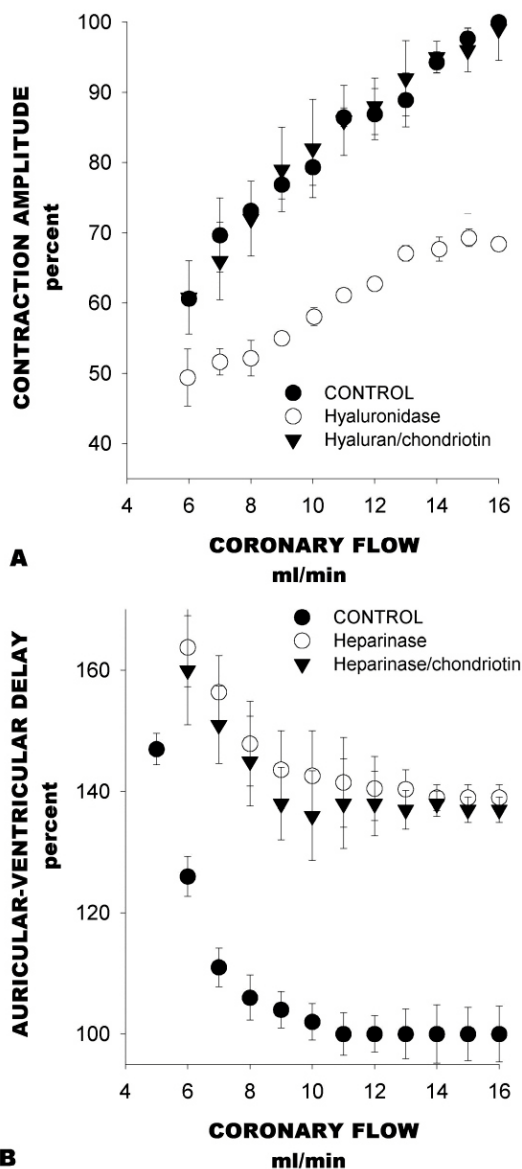 CONTRACTION AMPLITUDE
percent
100
90
80
70
60
50
40
CONTROL
Hyaluronidase
Hyaluran/chondriotin
4 6 8 10 12 14 16
CORONARY FLOW
ml/min
A
AURICULAR-VENTRICULAR DELAY
percent
160
140
120
100
CONTROL
Heparinase
Heparinase/chondriotin
4 6 8 10 12 14 16
CORONARY FLOW
ml/min
B